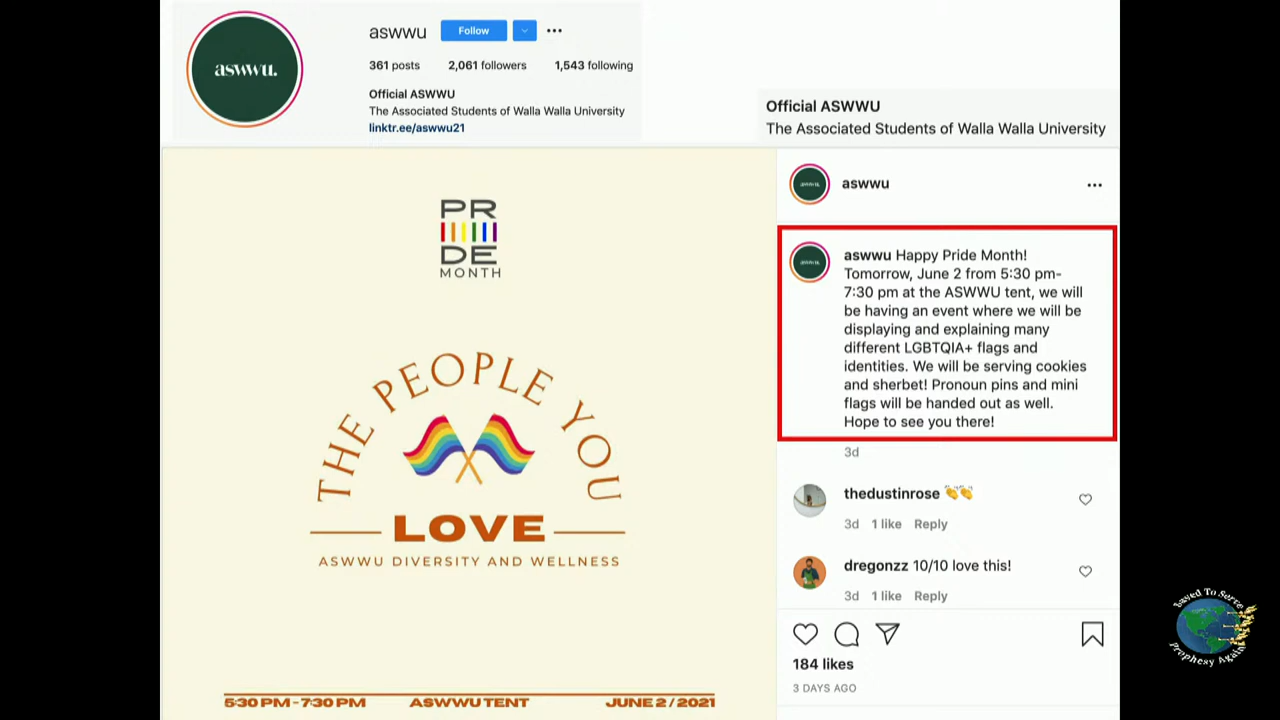 aswwu.
aswwu Follow
361 posts 2,061 followers 1,543 following
Official ASWWU
The Associated Students of Walla Walla University
linktr.ee/aswwu21
Official ASWWU
The Associated Students of Walla Walla University
PR
DE
MONTH
THE PEOPLE YOU
LOVE
ASWWU DIVERSITY AND WELLNESS
5:30 PM - 7:30 PM ASWWU TENT JUNE 2 / 2021
aswwu
aswwu Happy Pride Month!
Tomorrow, June 2 from 5:30 pm-
7:30 pm at the ASWWU tent, we will
be having an event where we will be
displaying and explaining many
different LGBTQIA+ flags and
identities. We will be serving cookies
and sherbet! Pronoun pins and mini
flags will be handed out as well.
Hope to see you there!
3d
thedustinrose 👏👏
3d 1 like Reply
dregonzz 10/10 love this!
3d 1 like Reply
184 likes
3 DAYS AGO
To Serve
Prophesy Again